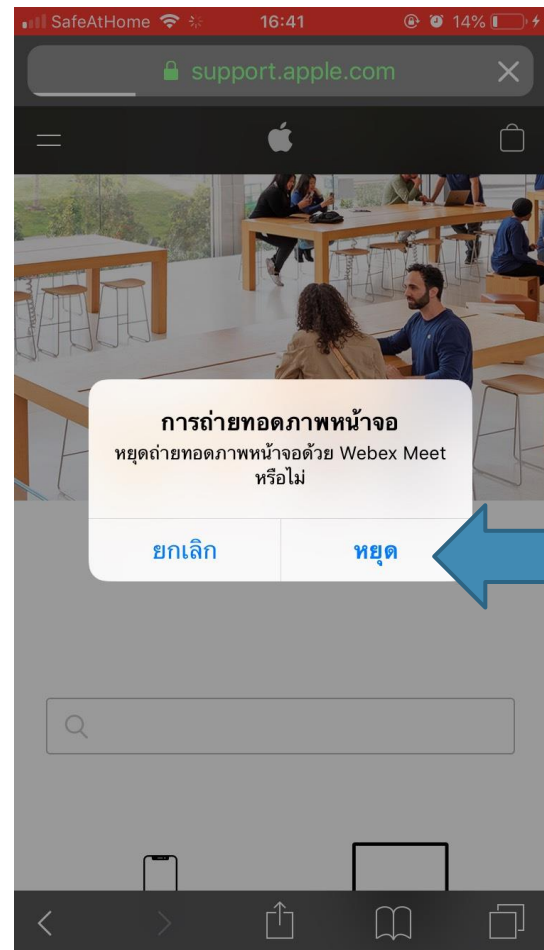 SafeAtHome 16:41 14%
support.apple.com
การถ่ายทอดภาพหน้าจอ
หยุดถ่ายทอดภาพหน้าจอด้วย Webex Meet
หรือไม่
ยกเลิก หยุด